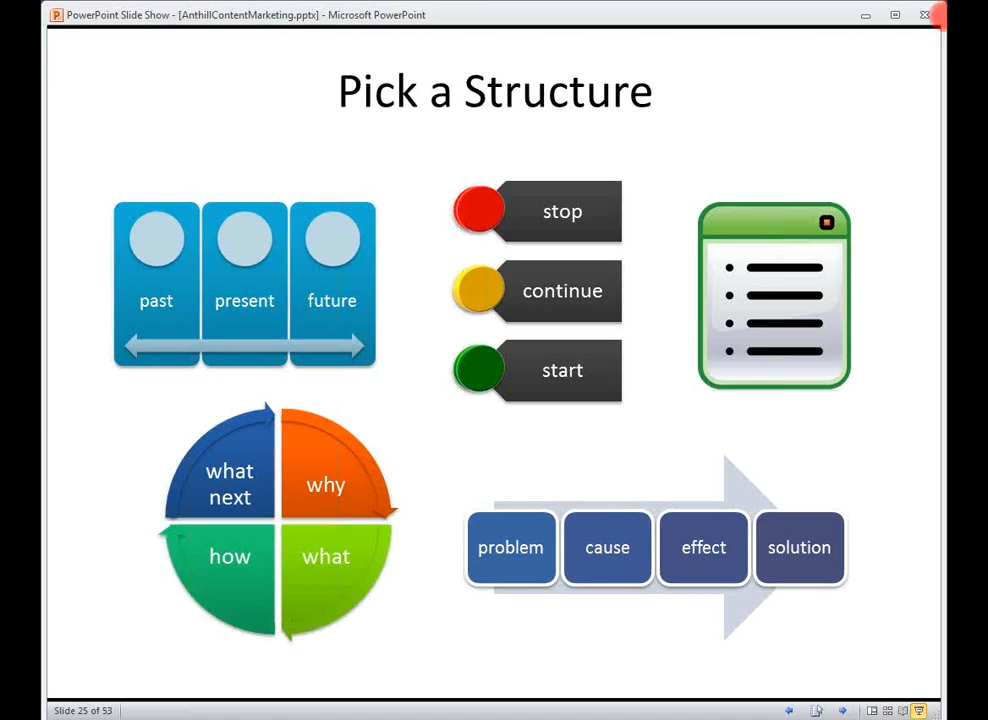 PowerPoint Slide Show - [AnthillContentMarketing.pptx] - Microsoft PowerPoint
Pick a Structure
past present future
stop
continue
start
what
next
why
how
what
problem cause effect solution
Slide 25 of 53